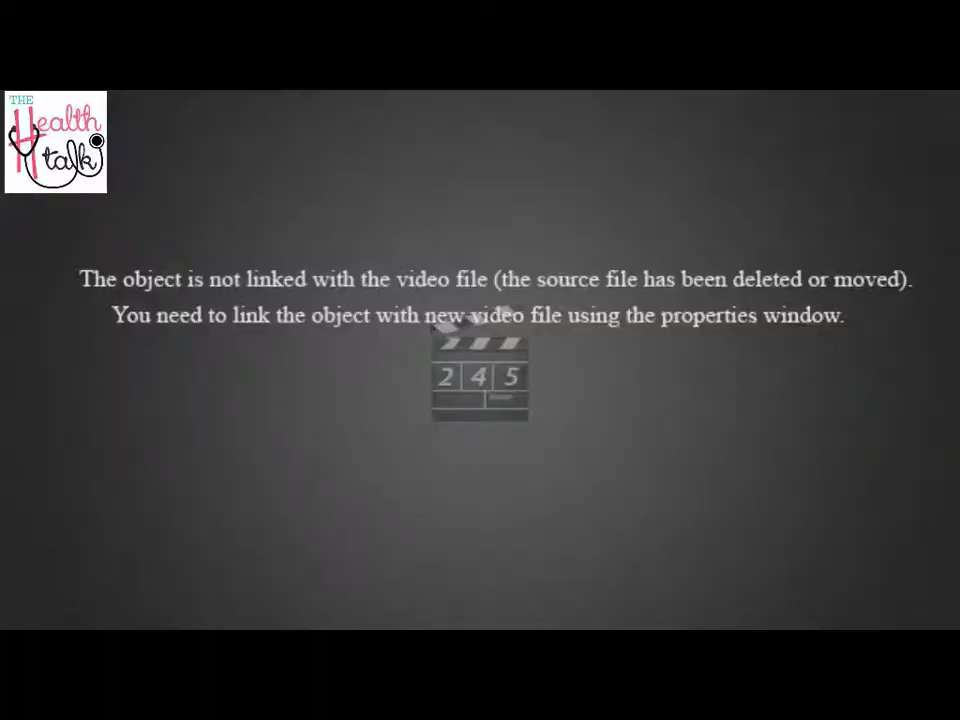 THE
Health
talk
The object is not linked with the video file (the source file has been deleted or moved).
You need to link the object with new video file using the properties window.
2 4 5